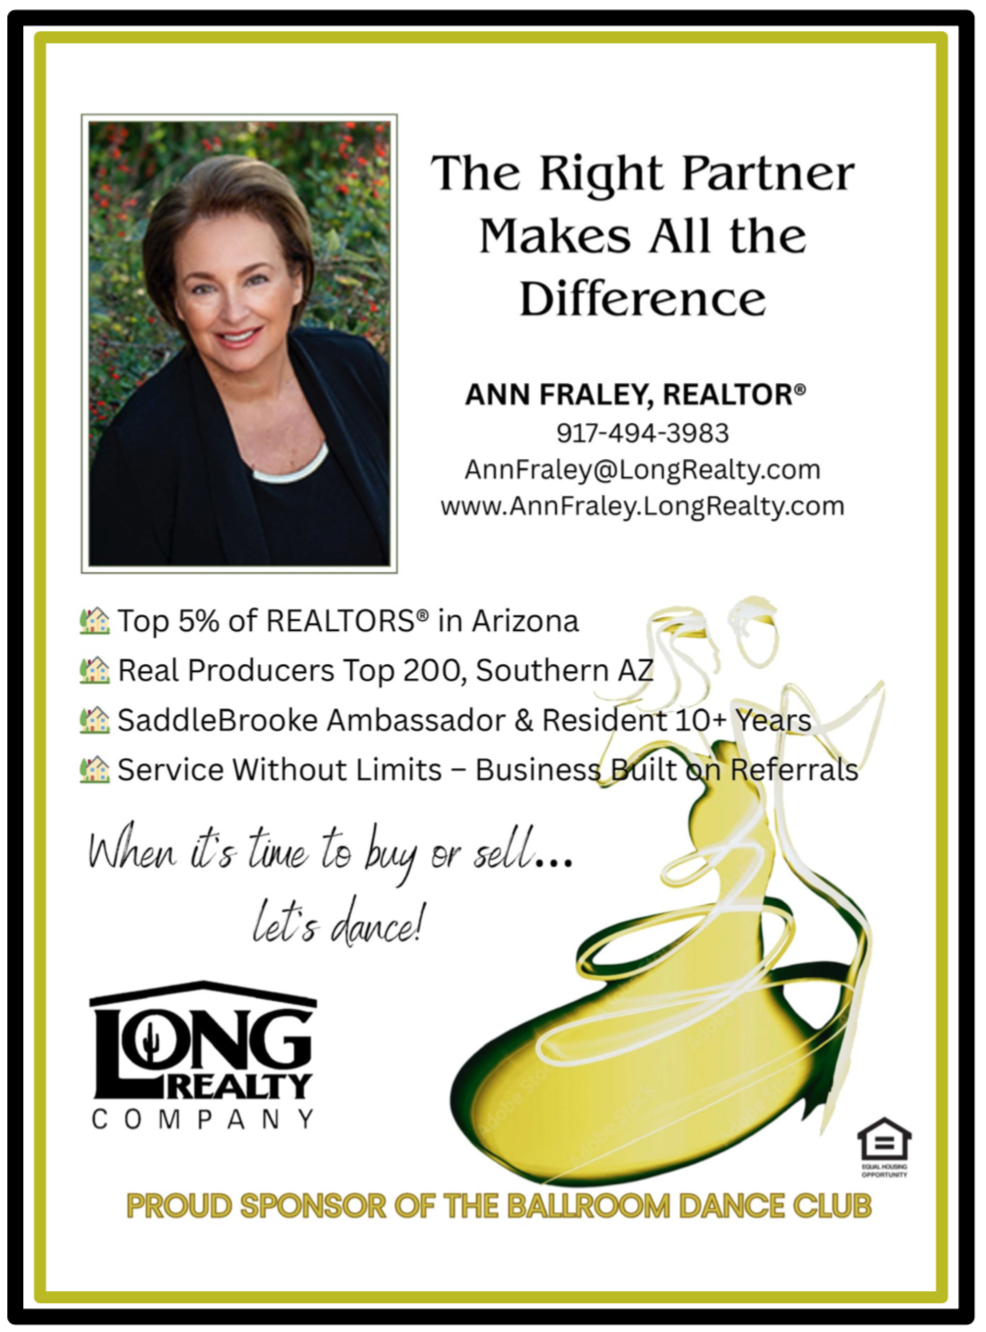 The Right Partner
Makes All the
Difference
ANN FRALEY, REALTOR®
917-494-3983
AnnFraley@LongRealty.com
www.AnnFraley.LongRealty.com
Top 5% of REALTORS® in Arizona
Real Producers Top 200, Southern AZ
SaddleBrooke Ambassador & Resident 10+ Years
Service Without Limits – Business Built on Referrals
When it's time to buy or sell...
let's dance!
LONG
REALTY
COMPANY
EQUAL HOUSING
OPPORTUNITY
PROUD SPONSOR OF THE BALLROOM DANCE CLUB